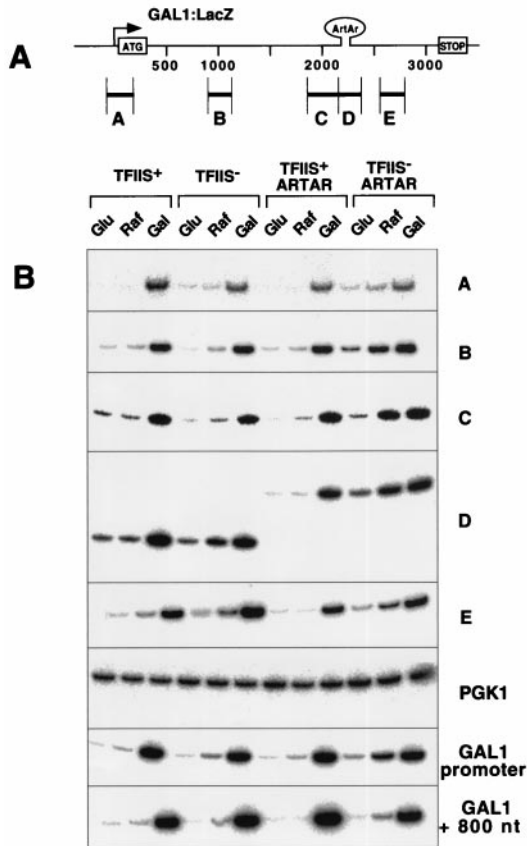 GAL1:LacZ
ArtAr
A
ATG
STOP
500 1000 2000 3000
A B C D E
TFIIS+ TFIIS- TFIIS+ ARTAR TFIIS- ARTAR
Glu Raf Gal Glu Raf Gal Glu Raf Gal Glu Raf Gal
B
A
B
C
D
E
PGK1
GAL1 promoter
GAL1 + 800 nt